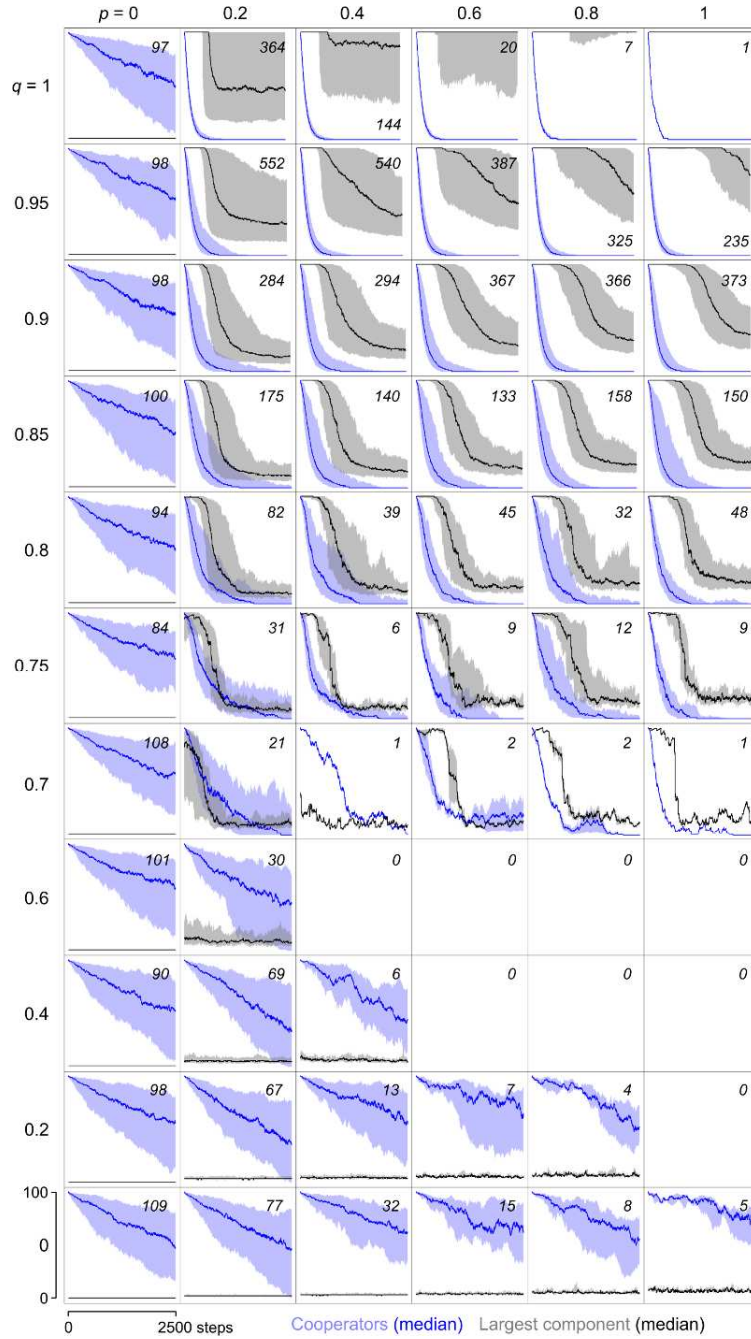 p = 0 0.2 0.4 0.6 0.8 1
q = 1 97 364 144 20 7 1
0.95 98 552 540 387 325 235
0.9 98 284 294 367 366 373
0.85 100 175 140 133 158 150
0.8 94 82 39 45 32 48
0.75 84 31 6 9 12 9
0.7 108 21 1 2 2 1
0.6 101 30 0 0 0 0
0.4 90 69 6 0 0 0
0.2 98 67 13 7 4 0
100
0 109 77 32 15 8 5
0
0 2500 steps Cooperators (median) Largest component (median)